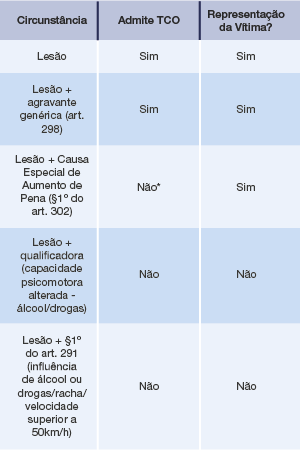 Circunstância Admite TCO Representação da Vítima?
Lesão Sim Sim
Lesão +
agravante
genérica (art.
298)
Sim Sim
Lesão + Causa
Especial de
Aumento de
Pena (§1º do
art. 302)
Não* Sim
Lesão +
qualificadora
(capacidade
psicomotora
alterada -
álcool/drogas)
Não Não
Lesão + §1º
do art. 291
(influência
de álcool ou
drogas/racha/
velocidade
superior a
50km/h)
Não Não